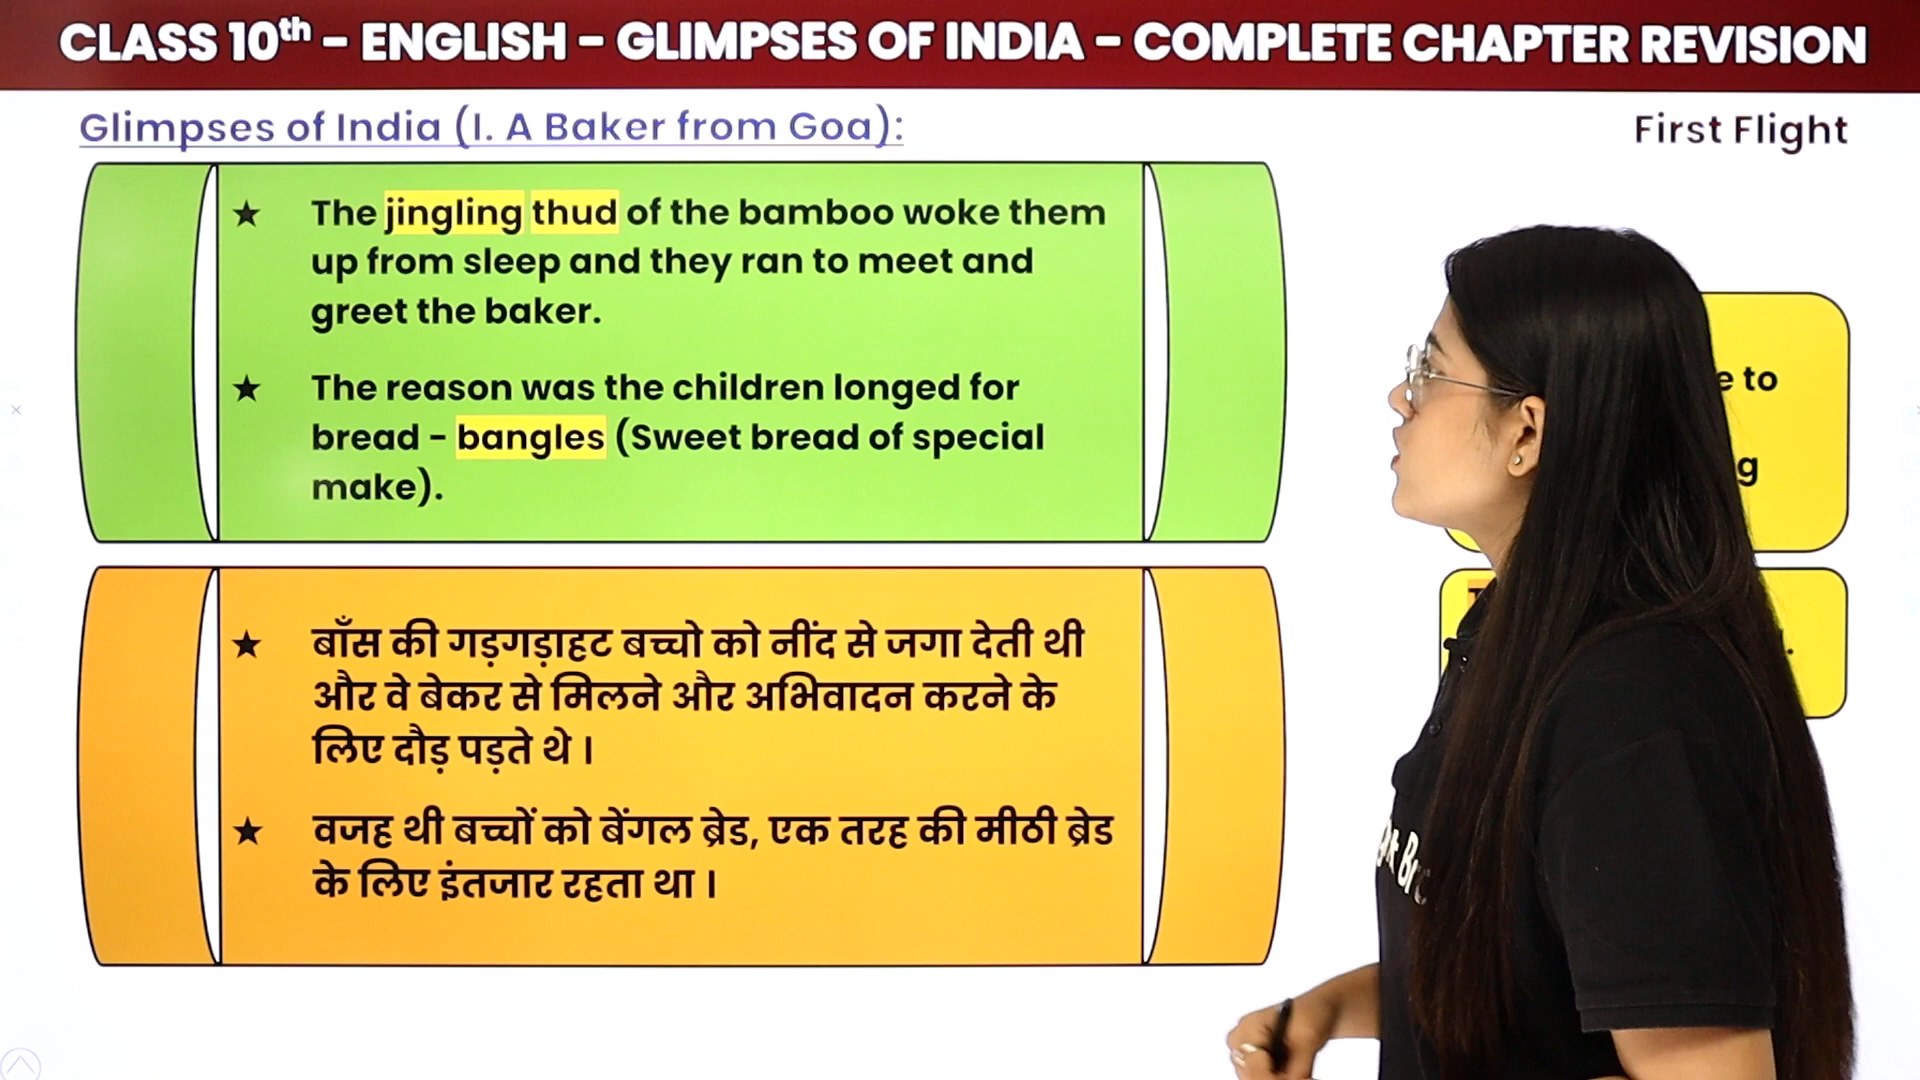 CLASS 10th - ENGLISH - GLIMPSES OF INDIA - COMPLETE CHAPTER REVISION
Glimpses of India (I. A Baker from Goa):
First Flight
★ The jingling thud of the bamboo woke them
up from sleep and they ran to meet and
greet the baker.
★ The reason was the children longed for
bread - bangles (Sweet bread of special
make).
e to
g
★ बाँस की गड़गड़ाहट बच्चो को नींद से जगा देती थी
और वे बेकर से मिलने और अभिवादन करने के
लिए दौड़ पड़ते थे ।
★ वजह थी बच्चों को बेंगल ब्रेड, एक तरह की मीठी ब्रेड
के लिए इंतजार रहता था ।